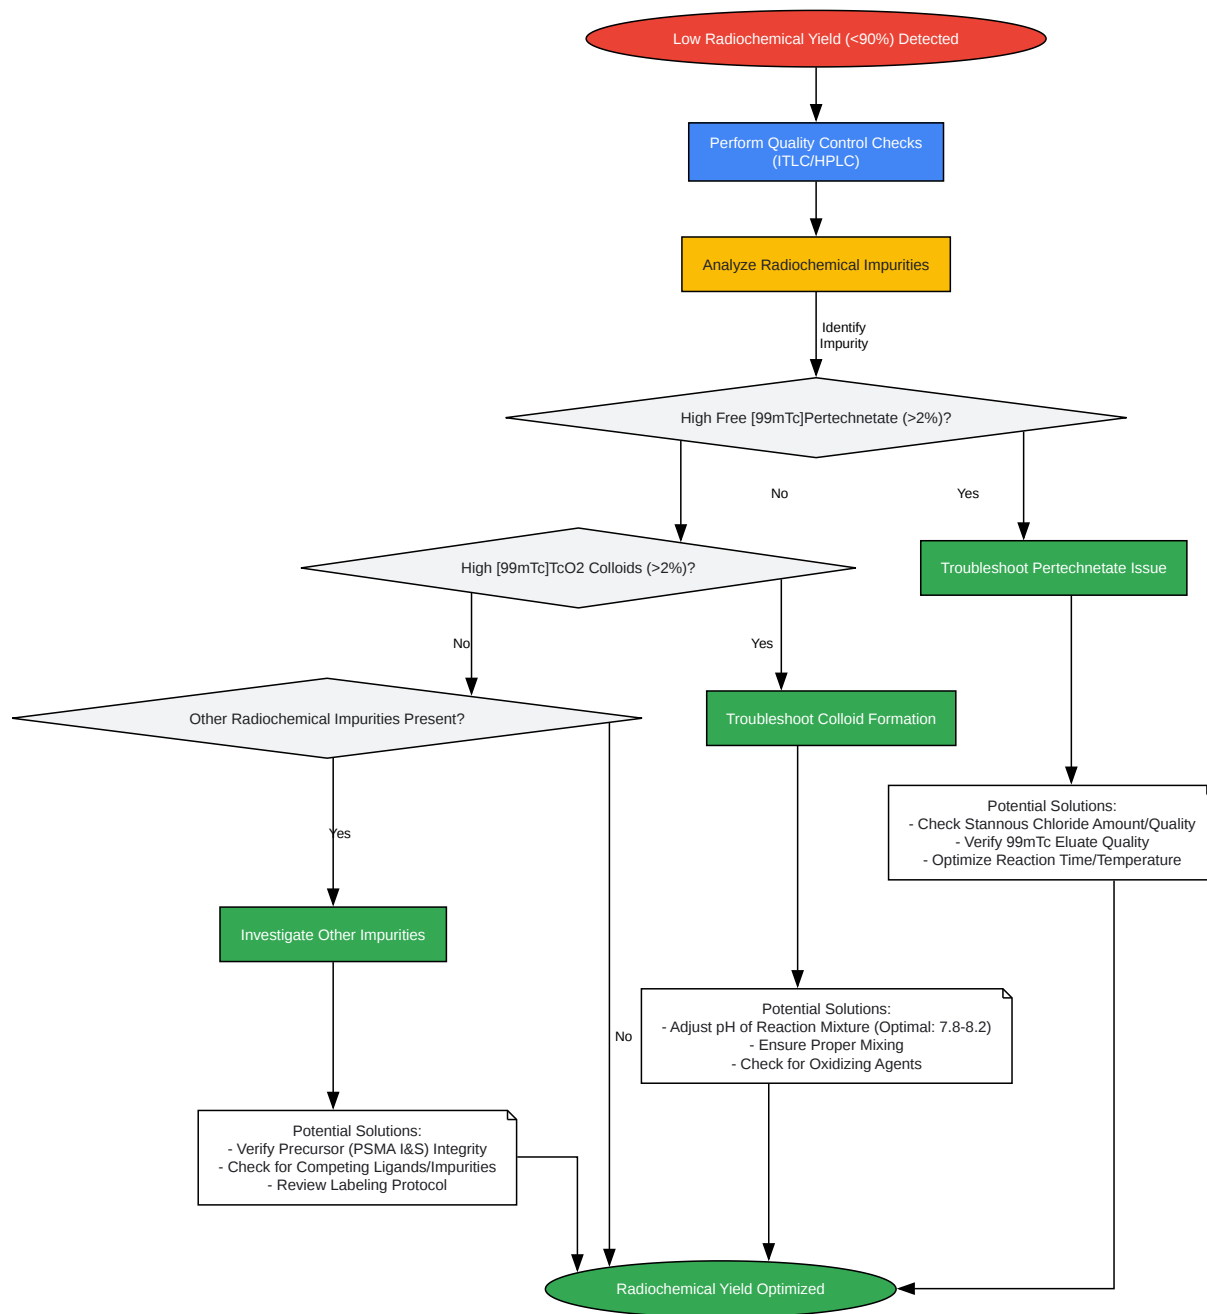 Low Radiochemical Yield (<90%) Detected
Perform Quality Control Checks
(ITLC/HPLC)
Analyze Radiochemical Impurities
Identify
Impurity
High Free [99mTc]Pertechnetate (>2%)?
No
Yes
High [99mTc]TcO2 Colloids (>2%)?
Troubleshoot Pertechnetate Issue
No
Yes
Other Radiochemical Impurities Present?
Troubleshoot Colloid Formation
Potential Solutions:
- Check Stannous Chloride Amount/Quality
- Verify 99mTc Eluate Quality
- Optimize Reaction Time/Temperature
Yes
Investigate Other Impurities
No
Potential Solutions:
- Adjust pH of Reaction Mixture (Optimal: 7.8-8.2)
- Ensure Proper Mixing
- Check for Oxidizing Agents
Potential Solutions:
- Verify Precursor (PSMA I&S) Integrity
- Check for Competing Ligands/Impurities
- Review Labeling Protocol
Radiochemical Yield Optimized